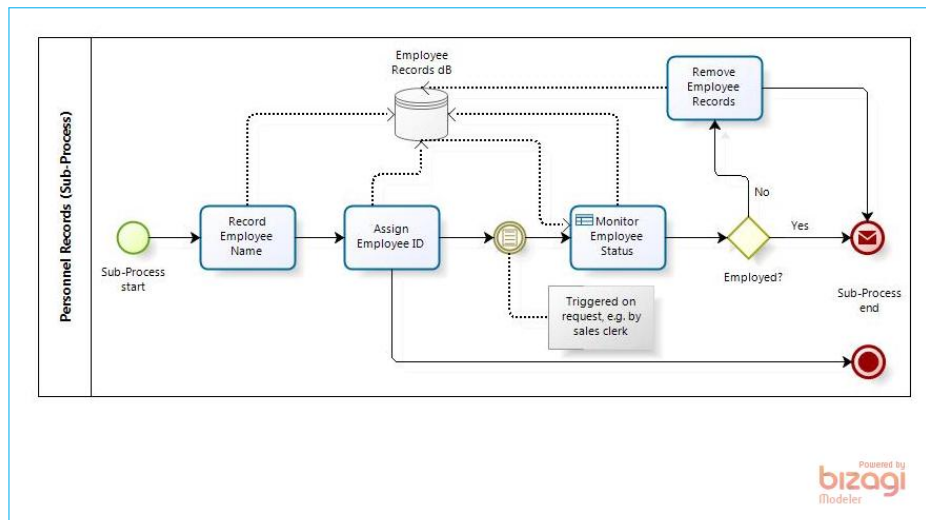 Personnel Records (Sub-Process)
Employee
Records dB
Remove
Employee
Records
Record
Employee
Name
Assign
Employee ID
Monitor
Employee
Status
No
Yes
Employed?
Sub-Process
start
Sub-Process
end
Triggered on
request, e.g. by
sales clerk
Powered by
bizagi
Modeler